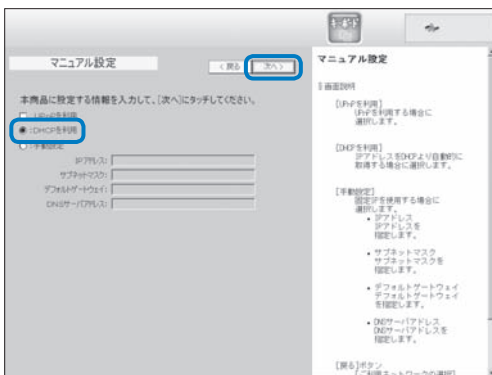 キーボード
マニュアル設定
< 戻る
次へ >
本商品に設定する情報を入力して、[次へ]にタッチしてください。
:UPnPを利用
:DHCPを利用
:手動設定
IPアドレス:
サブネットマスク:
デフォルトゲートウェイ:
DNSサーバアドレス:
マニュアル設定
画面説明
[UPnPを利用]
UPnPを利用する場合に
選択します。
[DHCPを利用]
IPアドレスをDHCPより自動的に
取得する場合に選択します。
[手動設定]
固定IPを使用する場合に
選択します。
• IPアドレス
IPアドレスを
指定します。
• サブネットマスク
サブネットマスクを
指定します。
• デフォルトゲートウェイ
デフォルトゲートウェイ
を指定します。
• DNSサーバアドレス
DNSサーバアドレスを
指定します。
[戻る]ボタン